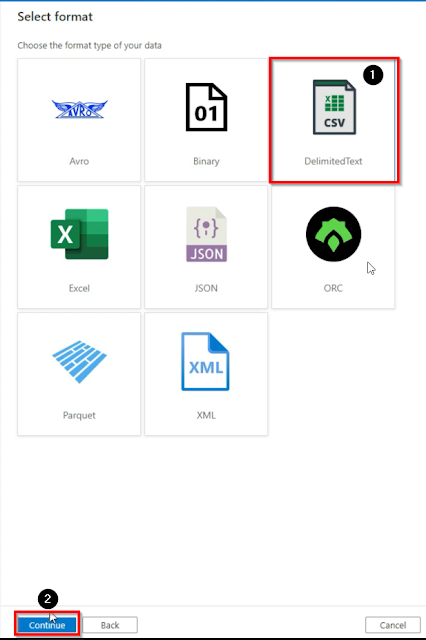 Select format
Choose the format type of your data
1
AVRO
01
X
CSV
Avro
Binary
DelimitedText
X
{ }
JSON
Excel
JSON
ORC
XML
Parquet
XML
2
Continue
Back
Cancel